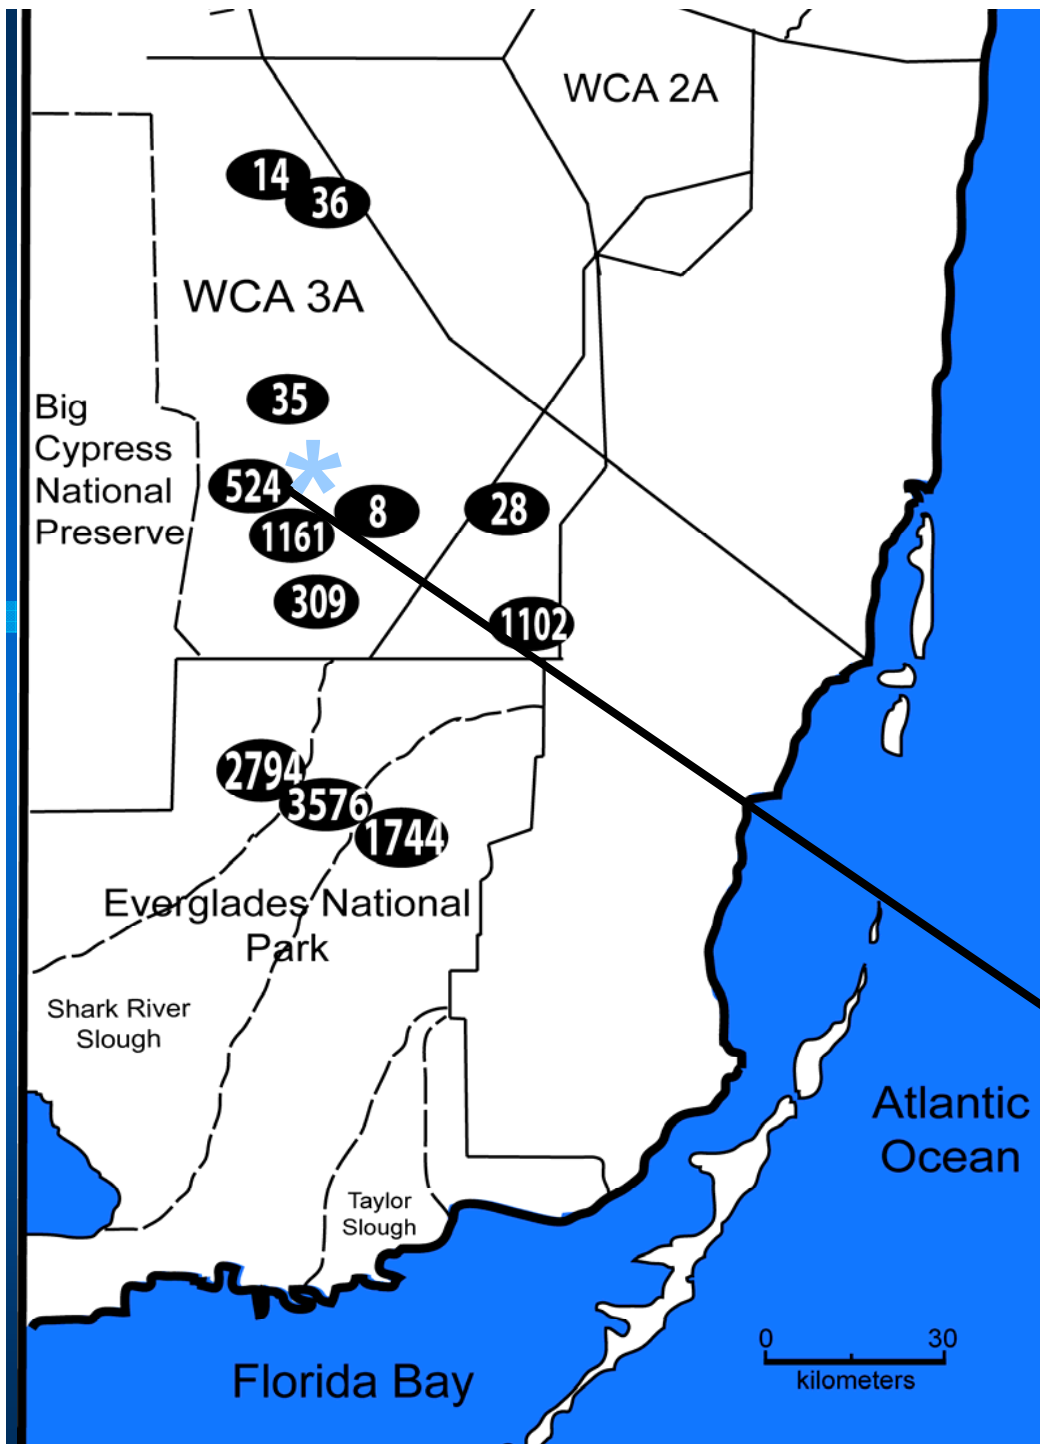 WCA 2A
14
36
WCA 3A
35
Big
Cypress
National
Preserve
524
*
8
28
1161
309
1102
2794
3576
1744
Everglades National
Park
Shark River
Slough
Atlantic
Ocean
Taylor
Slough
0 30
kilometers
Florida Bay